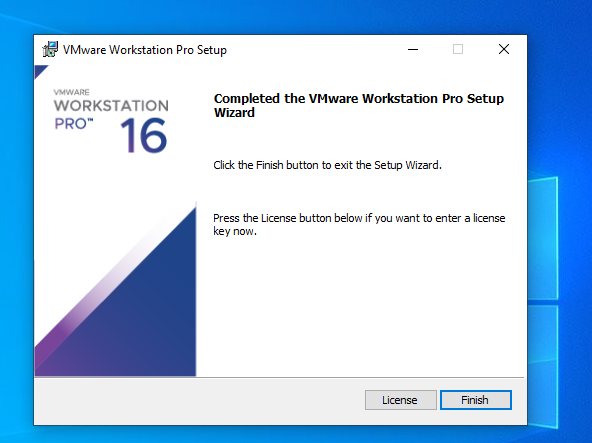 VMware Workstation Pro Setup
VMWARE
WORKSTATION
PRO™ 16
Completed the VMware Workstation Pro Setup
Wizard
Click the Finish button to exit the Setup Wizard.
Press the License button below if you want to enter a license
key now.
License
Finish